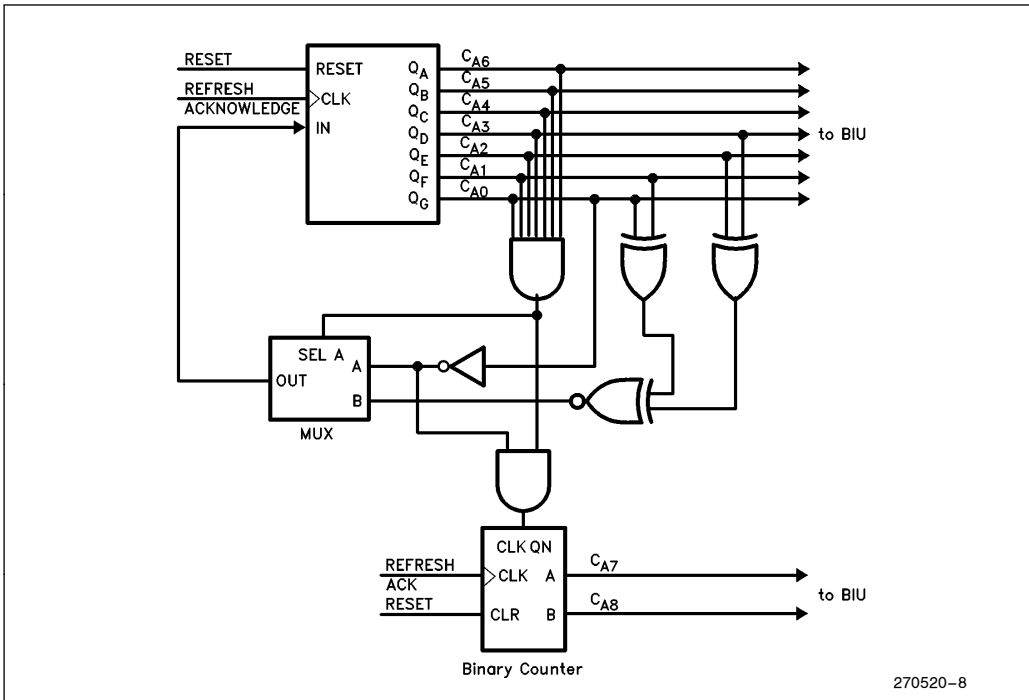 RESET
REFRESH
ACKNOWLEDGE
RESET
CLK
IN
QA
QB
QC
QD
QE
QF
QG
CA6
CA5
CA4
CA3
CA2
CA1
CA0
to BIU
SEL A
A
OUT
B
MUX
REFRESH
ACK
RESET
CLK QN
CLK
A
CLR
B
CA7
CA8
to BIU
Binary Counter
270520-8